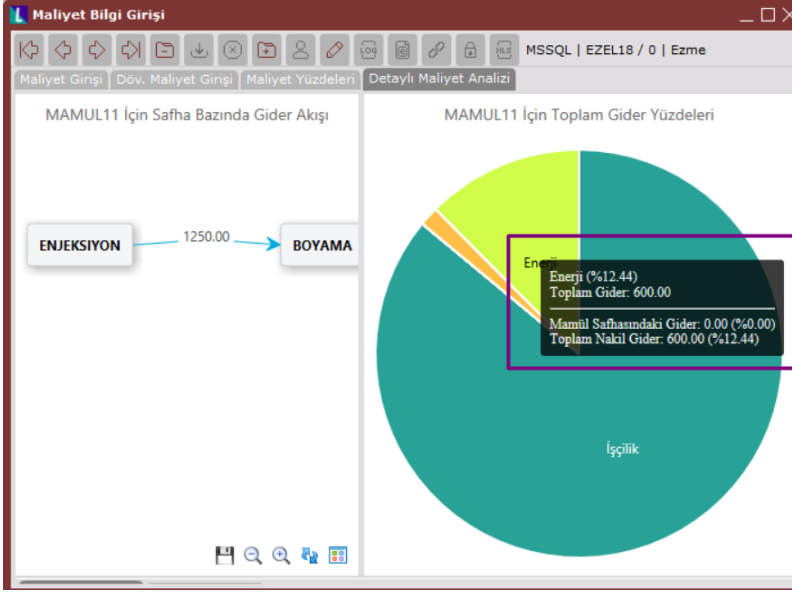 Maliyet Bilgi Girişi
LOG
XLS
MSSQL | EZEL18 / 0 | Ezme
Maliyet Girişi Döv. Maliyet Girişi Maliyet Yüzdeleri Detaylı Maliyet Analizi
MAMUL11 İçin Safha Bazında Gider Akışı
ENJEKSIYON
1250.00
BOYAMA
MAMUL11 İçin Toplam Gider Yüzdeleri
Enerji
Enerji (%12.44)
Toplam Gider: 600.00
Mamül Safhasındaki Gider: 0.00 (%0.00)
Toplam Nakil Gider: 600.00 (%12.44)
İşçilik